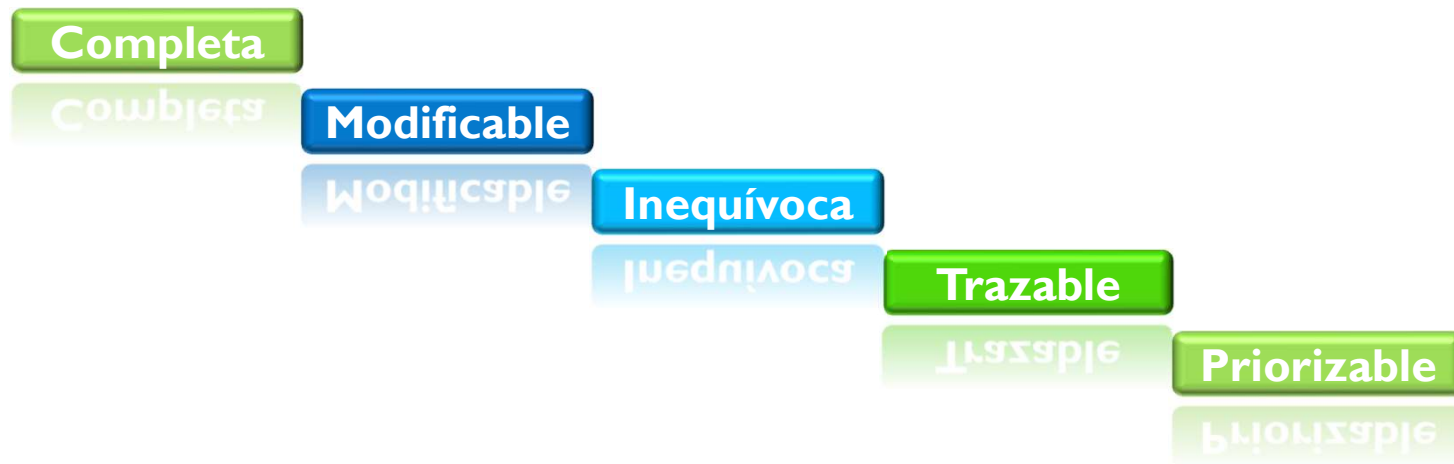 Completa
Modificable
Inequívoca
Trazable
Priorizable